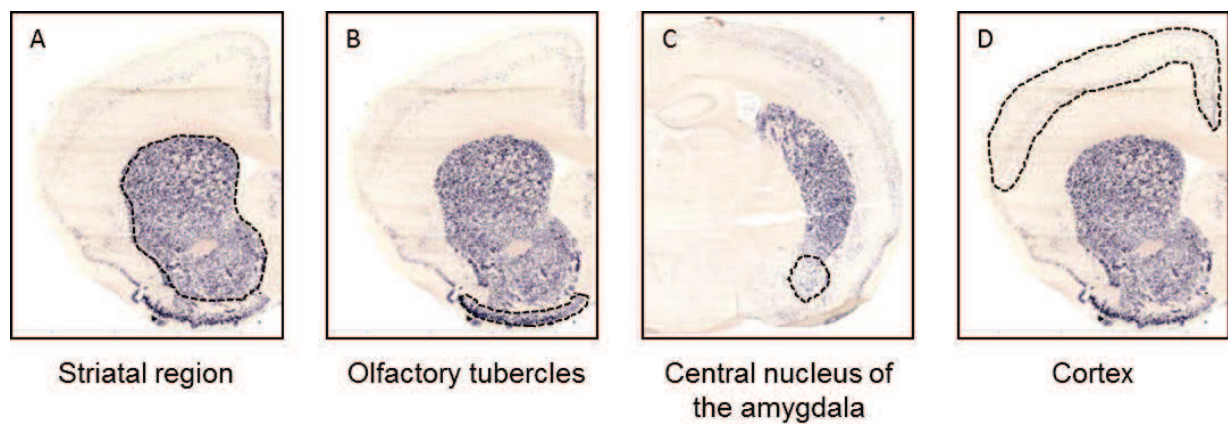 A
B
C
D
Striatal region
Olfactory tubercles
Central nucleus of
the amygdala
Cortex